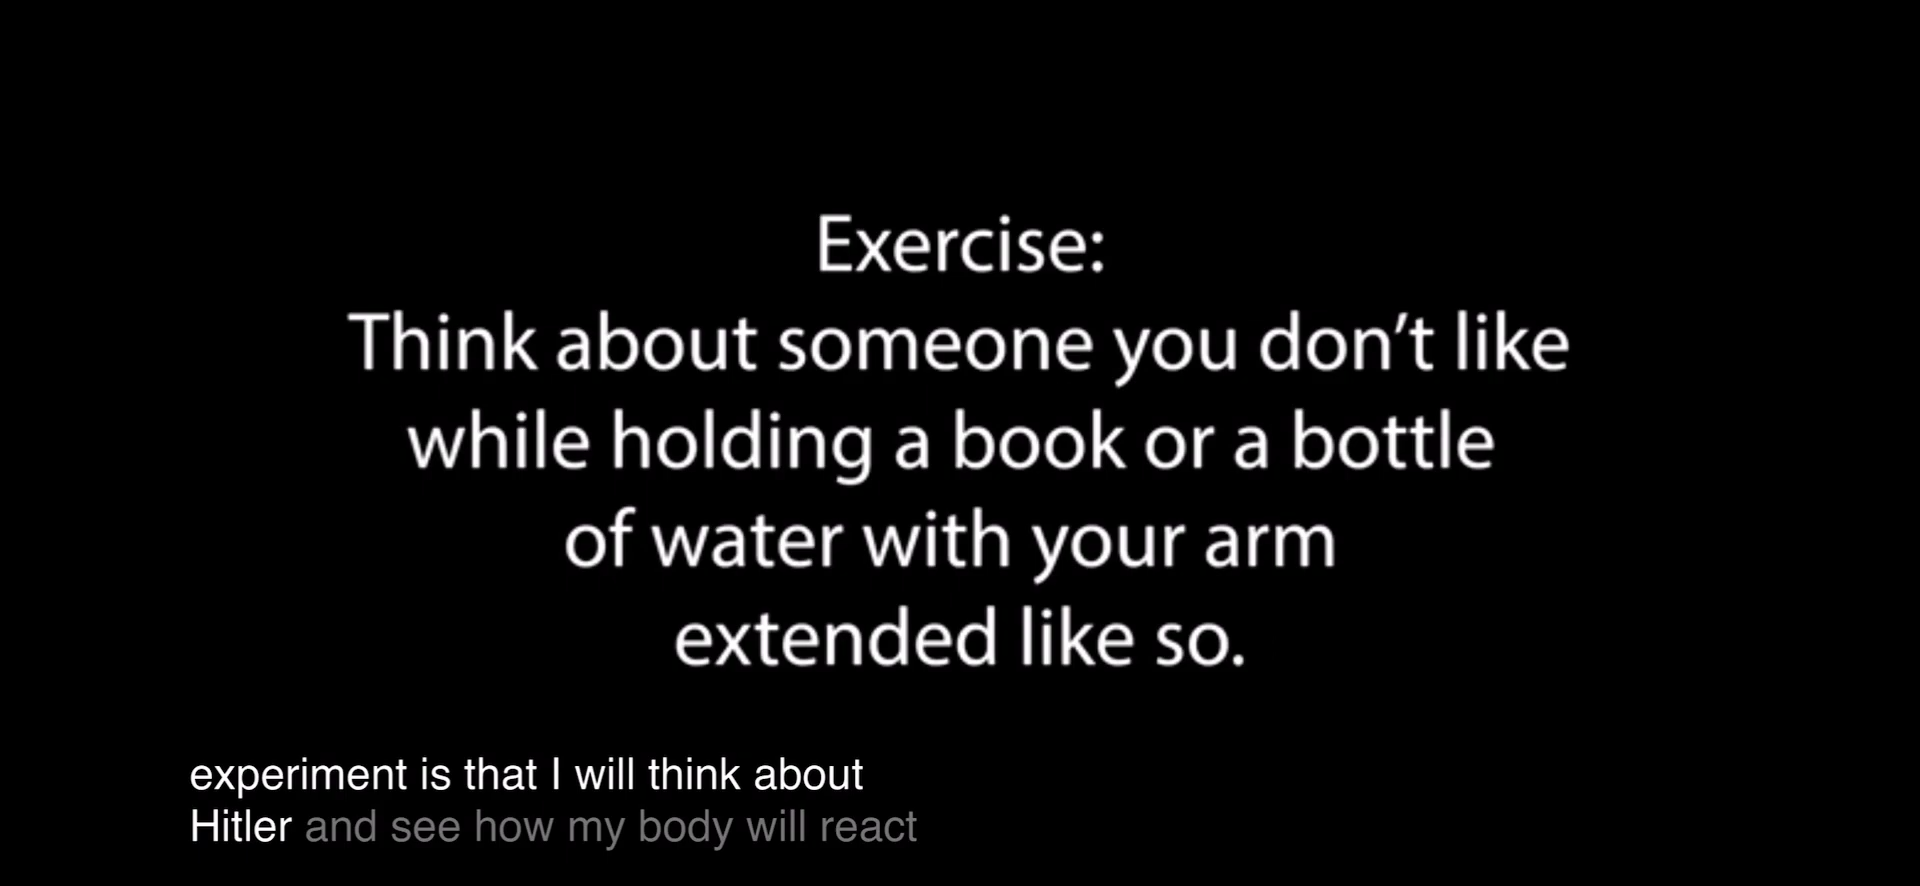 Exercise:
Think about someone you don’t like
while holding a book or a bottle
of water with your arm
extended like so.
experiment is that I will think about
Hitler and see how my body will react